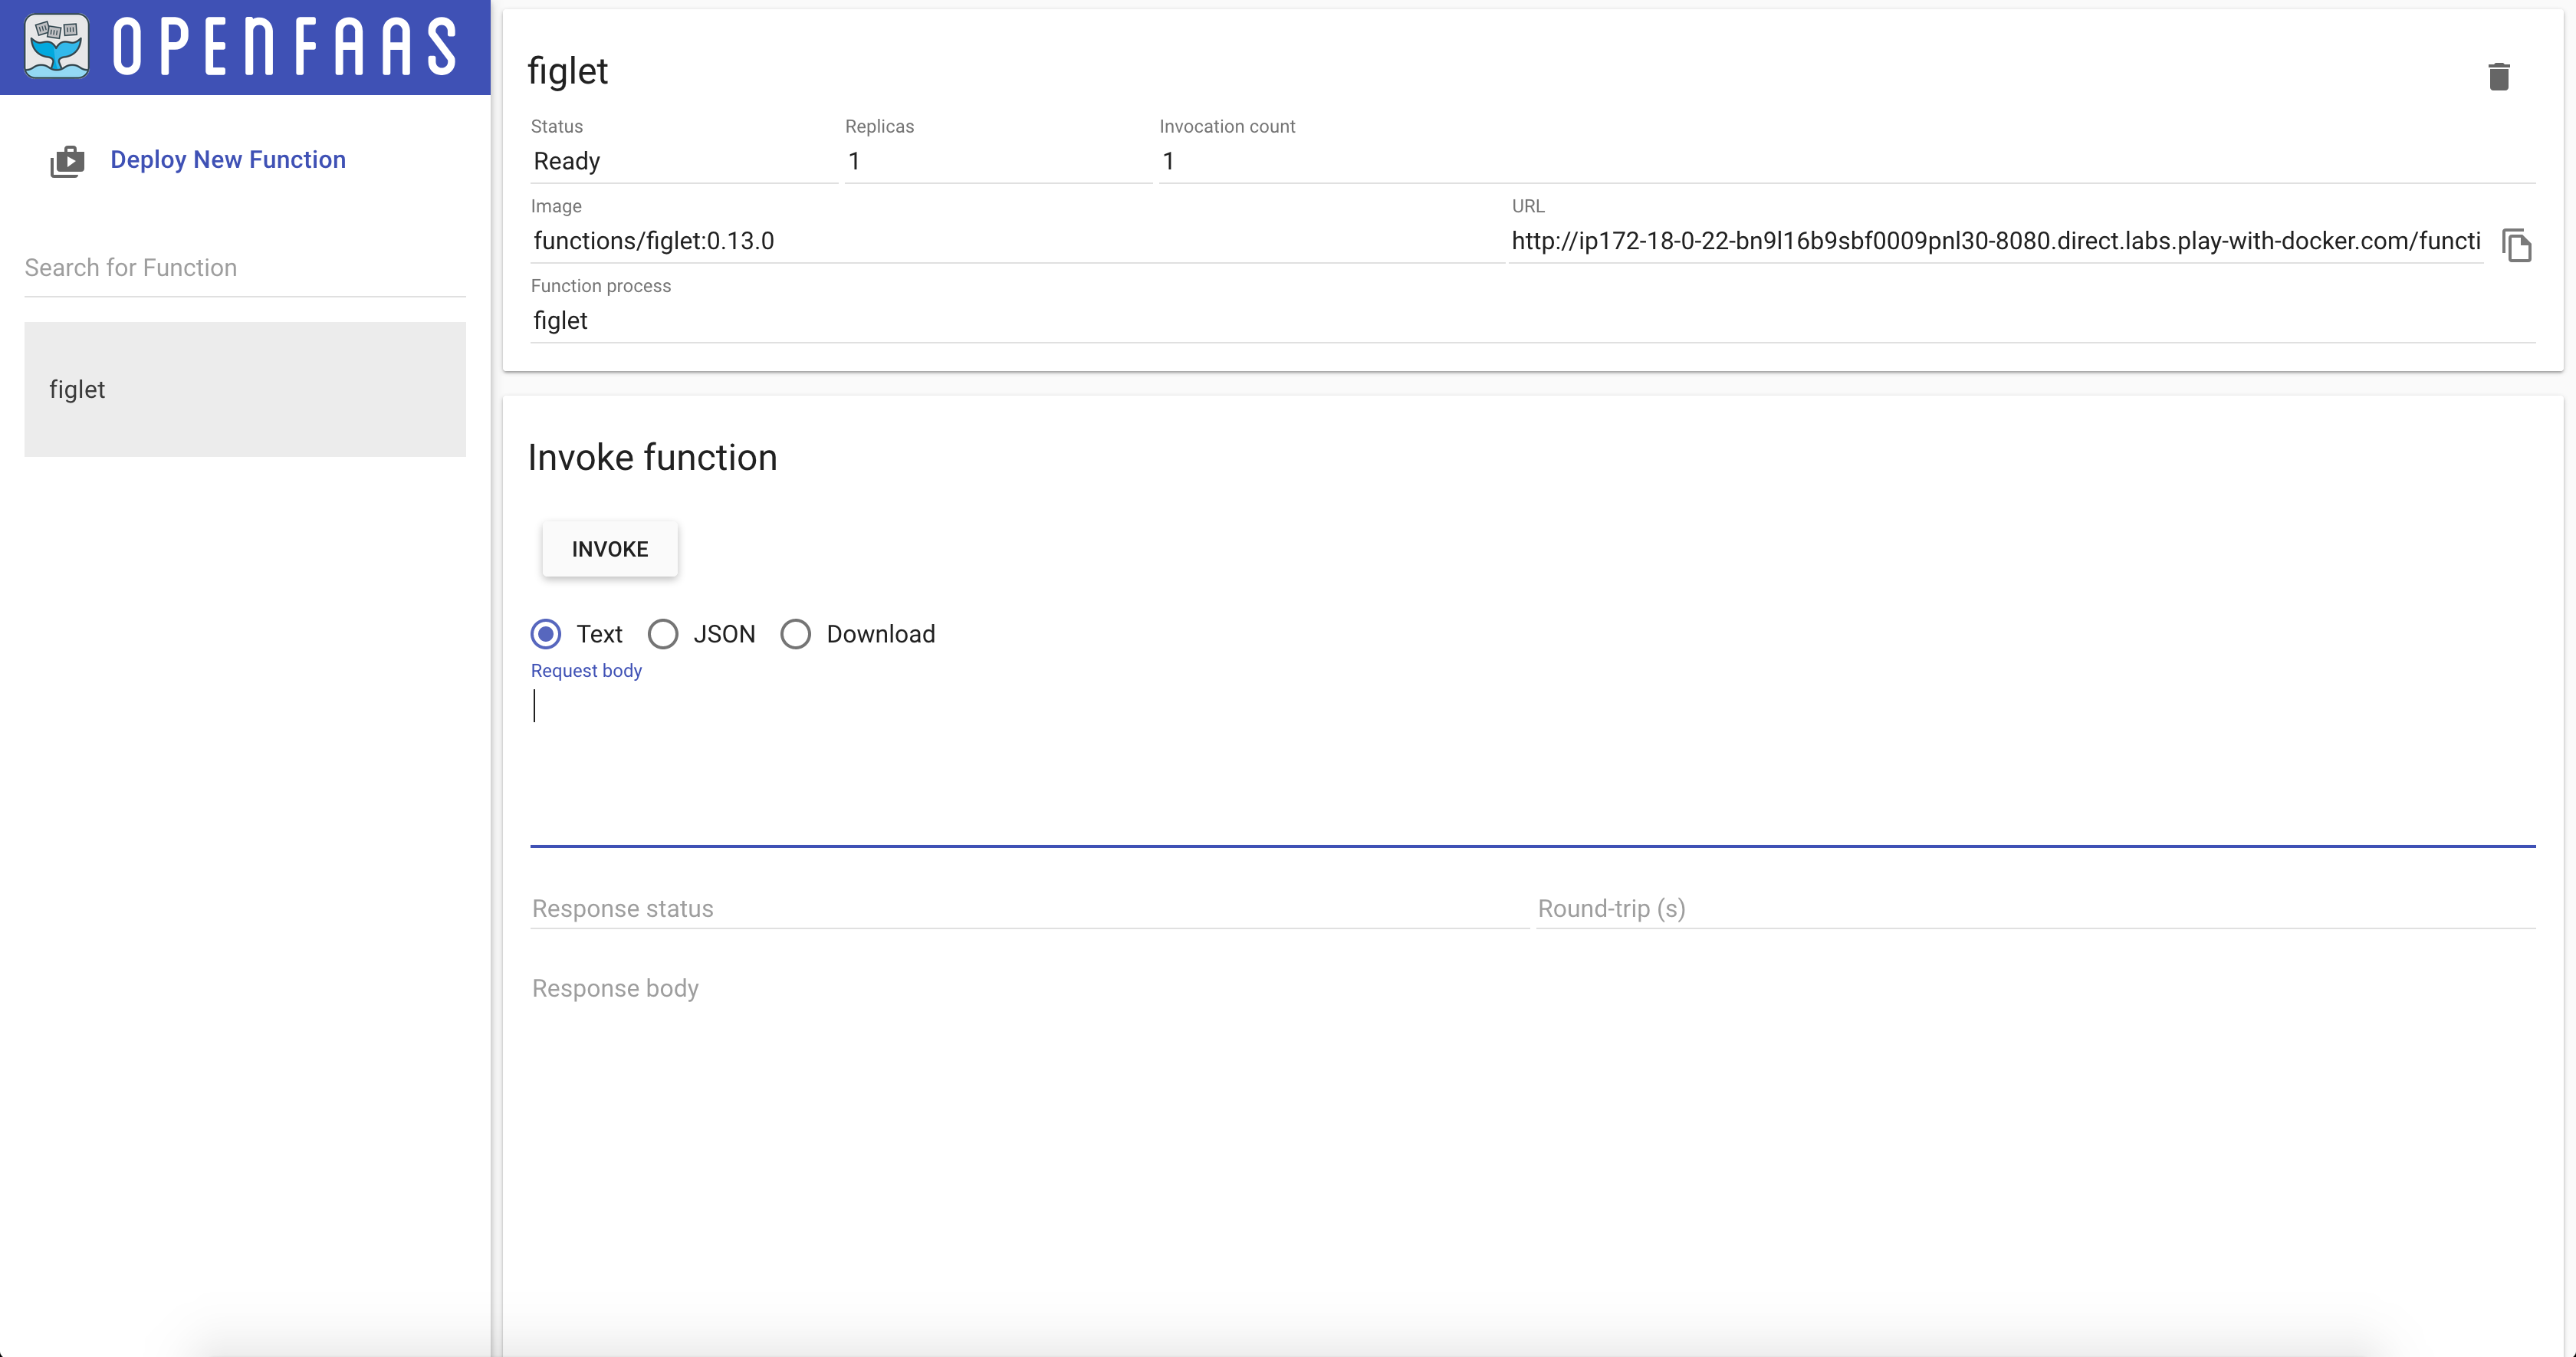 OPENFAAS
Deploy New Function
Search for Function
figlet
figlet
Status Replicas Invocation count
Ready 1 1
Image URL
functions/figlet:0.13.0 http://ip172-18-0-22-bn9l16b9sbf0009pnl30-8080.direct.labs.play-with-docker.com/functi
Function process
figlet
Invoke function
INVOKE
Text JSON Download
Request body
Response status Round-trip (s)
Response body